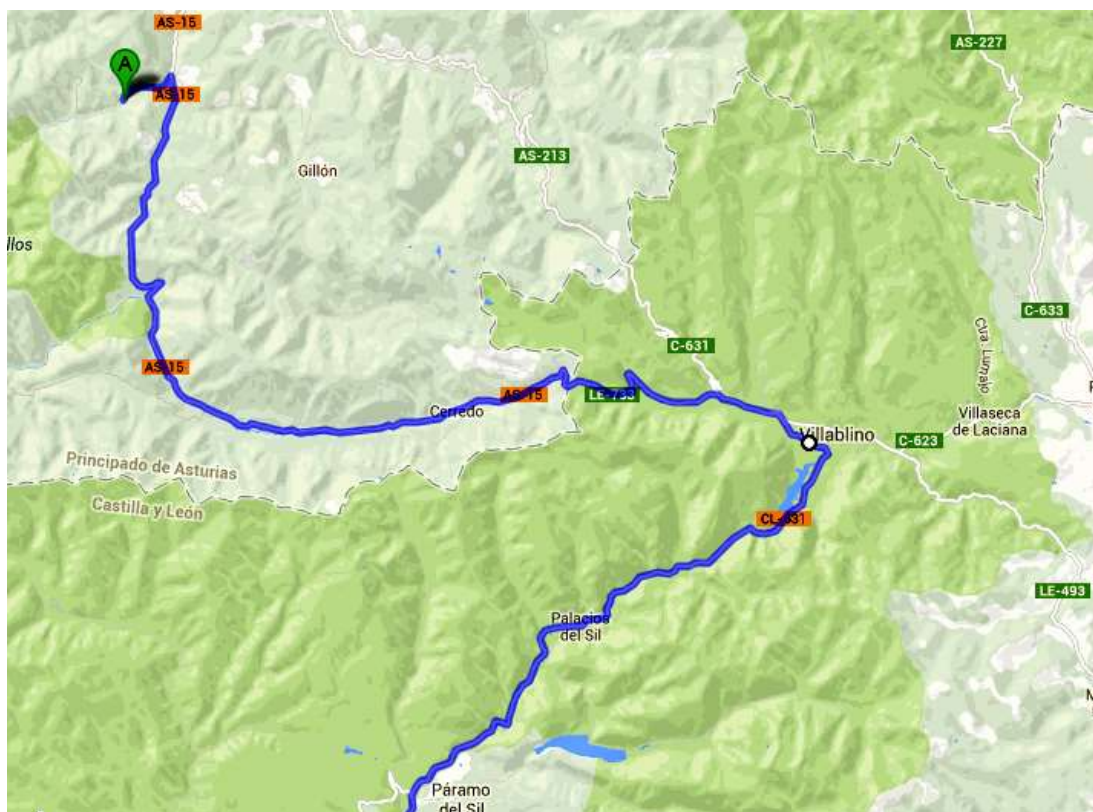 AS-15
AS-227
A
AS-15
AS-213
Gillón
llos
C-633
Ctra. Lumajo
C-631
AS-15
AS-15
LE-733
Cerredo
Villaseca
de Laciana
Villablino
C-623
Principado de Asturias
Castilla y León
CL-631
LE-493
Palacios
del Sil
Páramo
del Sil